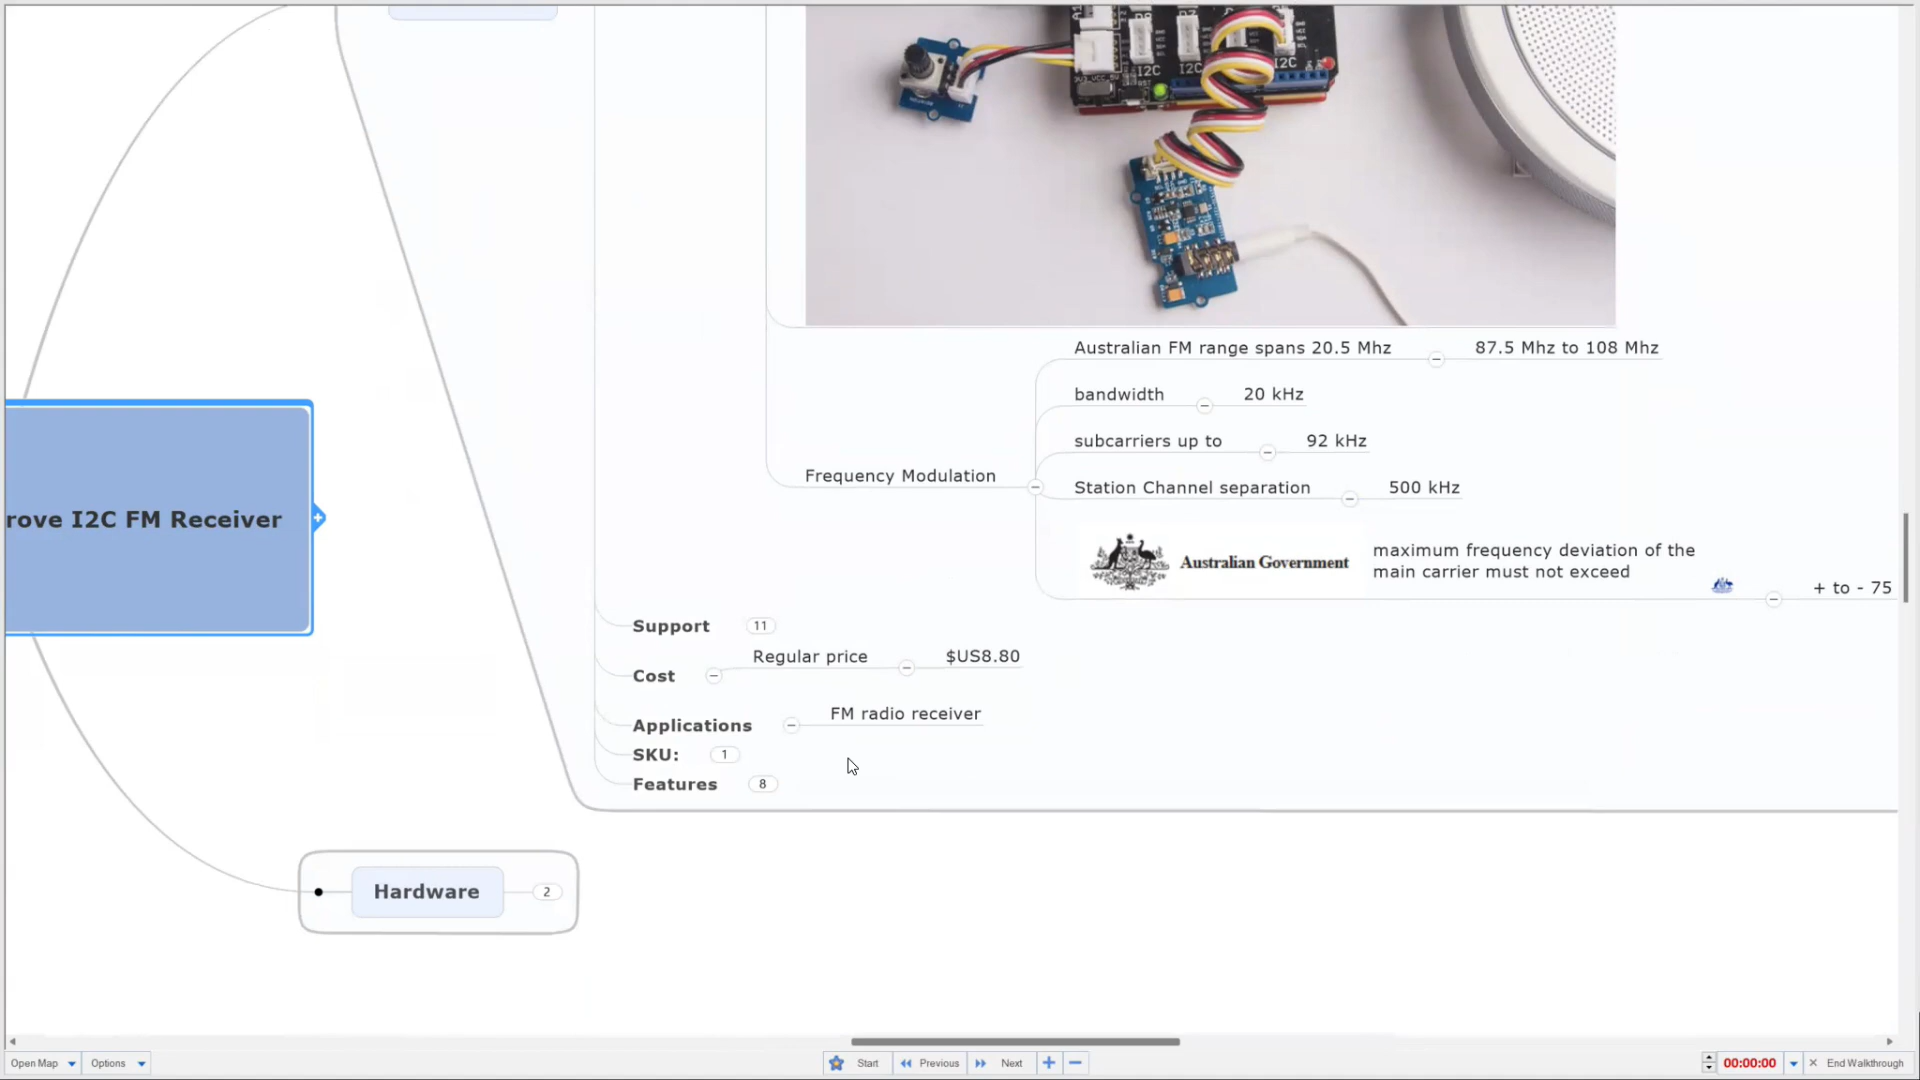 I2C
I2C
I2C
Australian FM range spans 20.5 Mhz
87.5 Mhz to 108 Mhz
bandwidth
20 kHz
subcarriers up to
92 kHz
Frequency Modulation
Station Channel separation
500 kHz
rove I2C FM Receiver
Australian Government
maximum frequency deviation of the
main carrier must not exceed
+ to - 75
Support
11
Regular price
$US8.80
Cost
FM radio receiver
Applications
SKU:
1
Features
8
Hardware
2
Open Map
Options
Start
Previous
Next
00:00:00
End Walkthrough